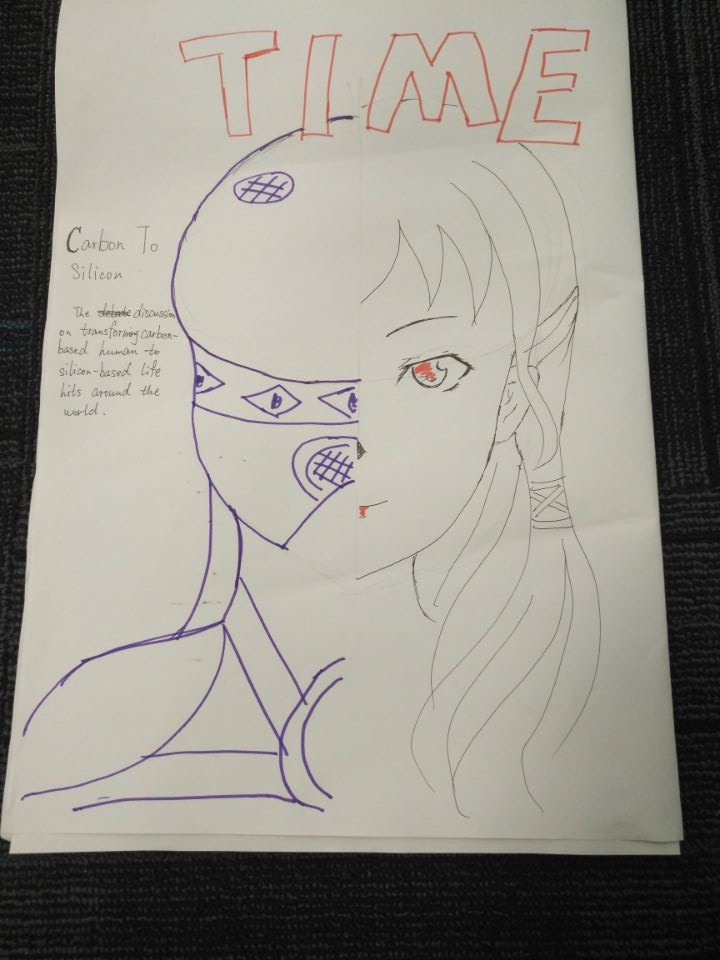 TIME
Carbon To
Silicon
The debate discussion
on transforming carbon-
based human to
silicon-based life
hits around the
world.